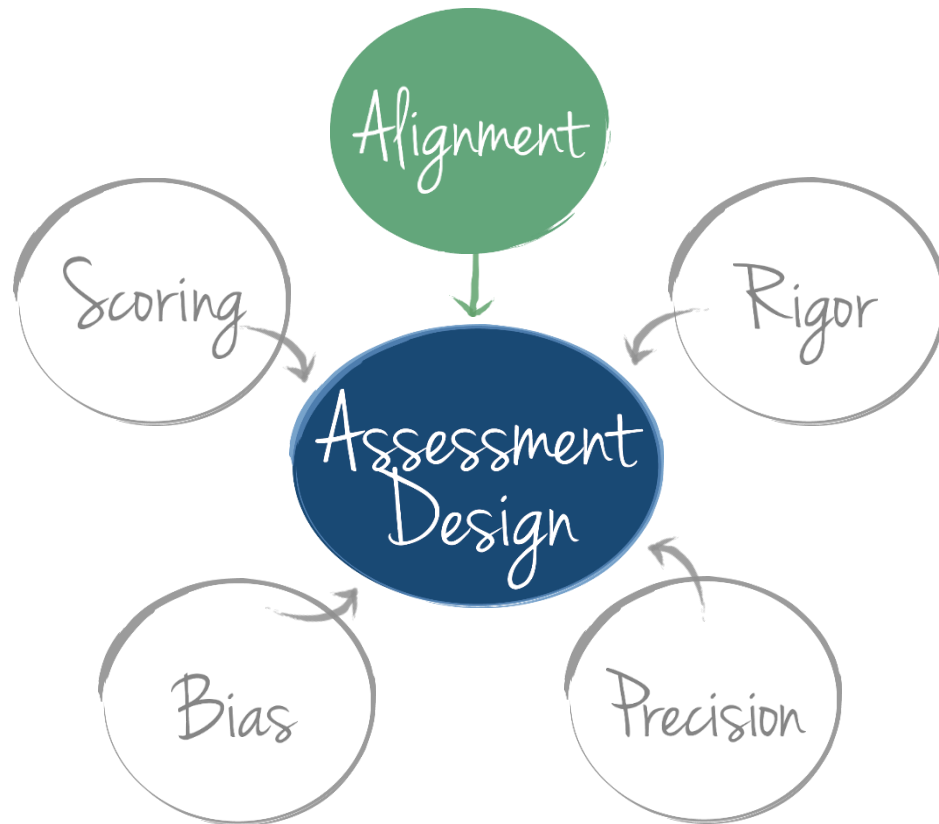 Alignment
Scoring
Rigor
Assessment
Design
Bias
Precision